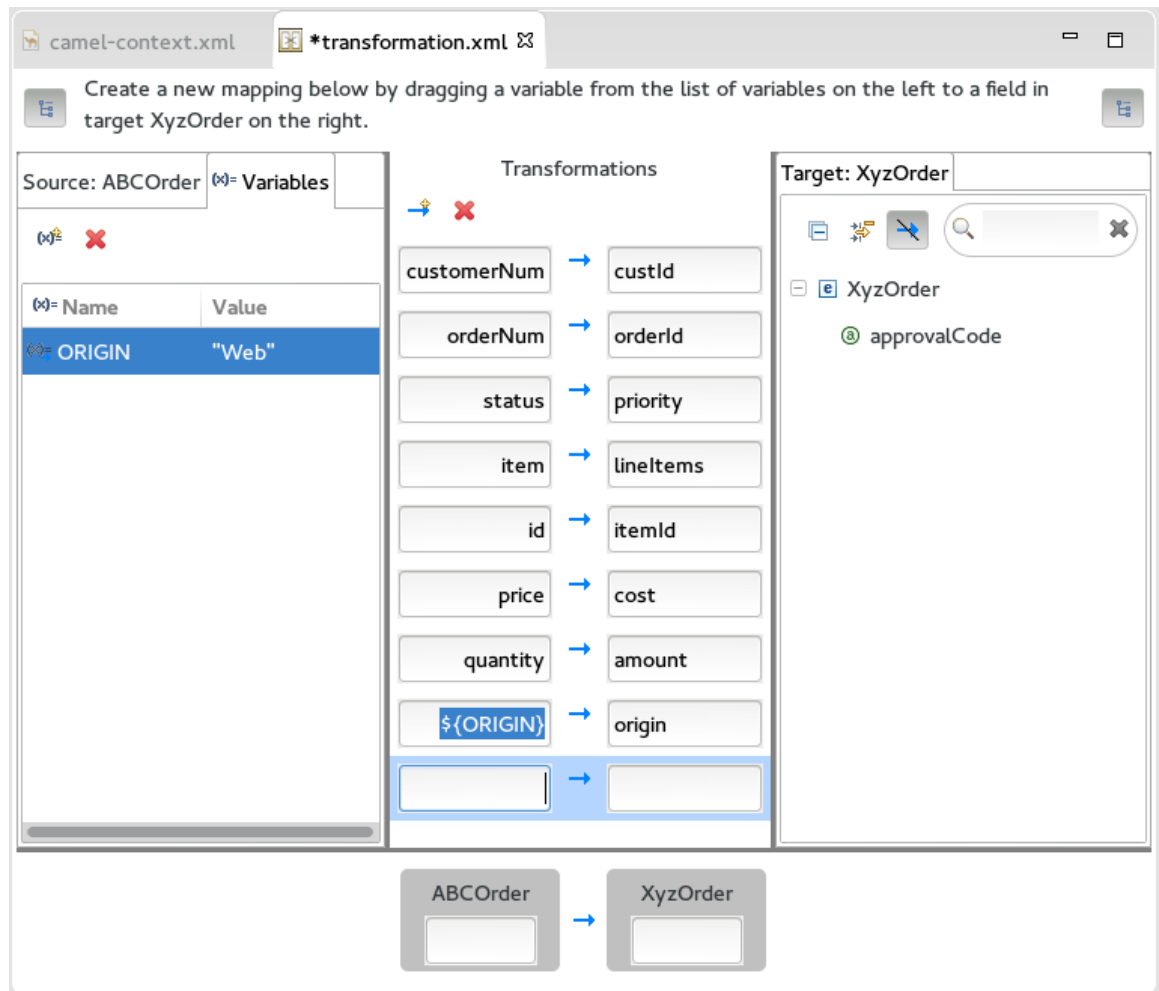 camel-context.xml
*transformation.xml
Create a new mapping below by dragging a variable from the list of variables on the left to a field in
target XyzOrder on the right.
Source: ABCOrder
(x)= Variables
(x)=
(x)= Name Value
(x)= ORIGIN "Web"
Transformations
customerNum → custId
orderNum → orderId
status → priority
item → lineItems
id → itemId
price → cost
quantity → amount
${ORIGIN} → origin
→
Target: XyzOrder
e XyzOrder
a approvalCode
ABCOrder → XyzOrder